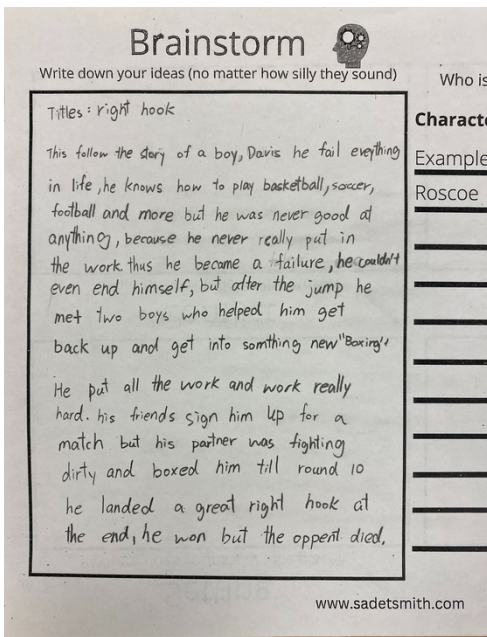 Brainstorm
Write down your ideas (no matter how silly they sound)
Titles: right hook
This follow the story of a boy, Davis he fail eveything
in life, he knows how to play basketball, soccer,
football and more but he was never good at
anything, because he never really put in
the work. thus he became a failure, he couldn't
even end himself, but after the jump he
met two boys who helped him get
back up and get into somthing new "Boxing"
He put all the work and work really
hard. his friends sign him up for a
match but his partner was fighting
dirty and boxed him till round 10
he landed a great right hook at
the end, he won but the oppent died.
www.sadetsmith.com
Who is
Characte
Example
Roscoe